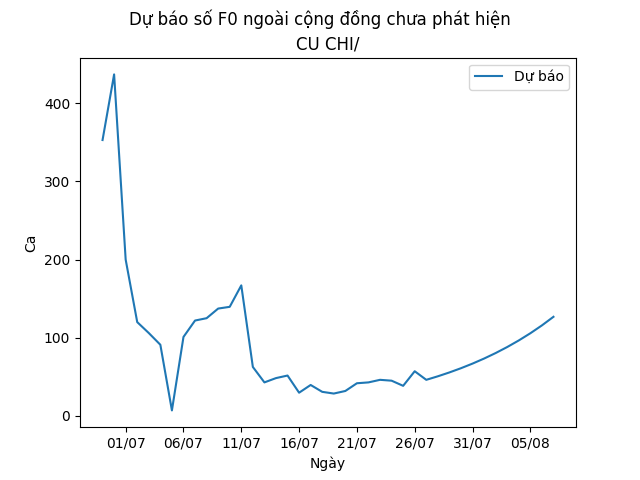 Dự báo số F0 ngoài cộng đồng chưa phát hiện
CU CHI/
Dự báo
400
300
200
100
0
Ca
01/07 06/07 11/07 16/07 21/07 26/07 31/07 05/08
Ngày